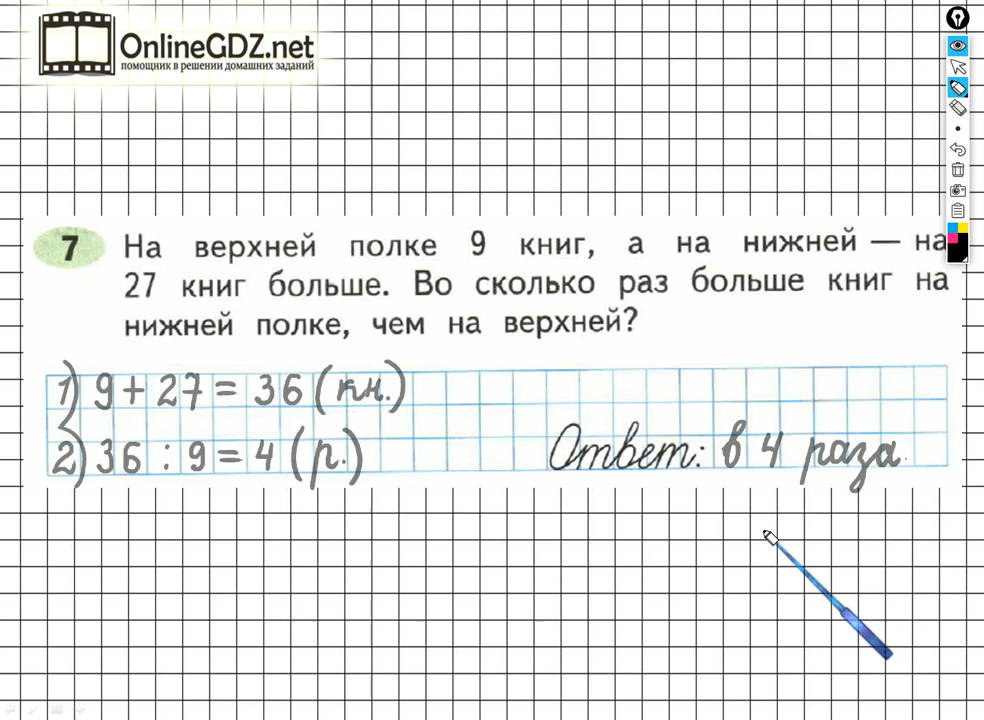 OnlineGDZ.net
помощник в решении домашних заданий
7 На верхней полке 9 книг, а на нижней — на
27 книг больше. Во сколько раз больше книг на
нижней полке, чем на верхней?
1) 9 + 27 = 36 (кн.)
2) 36 : 9 = 4 (р.) Ответ: в 4 раза.